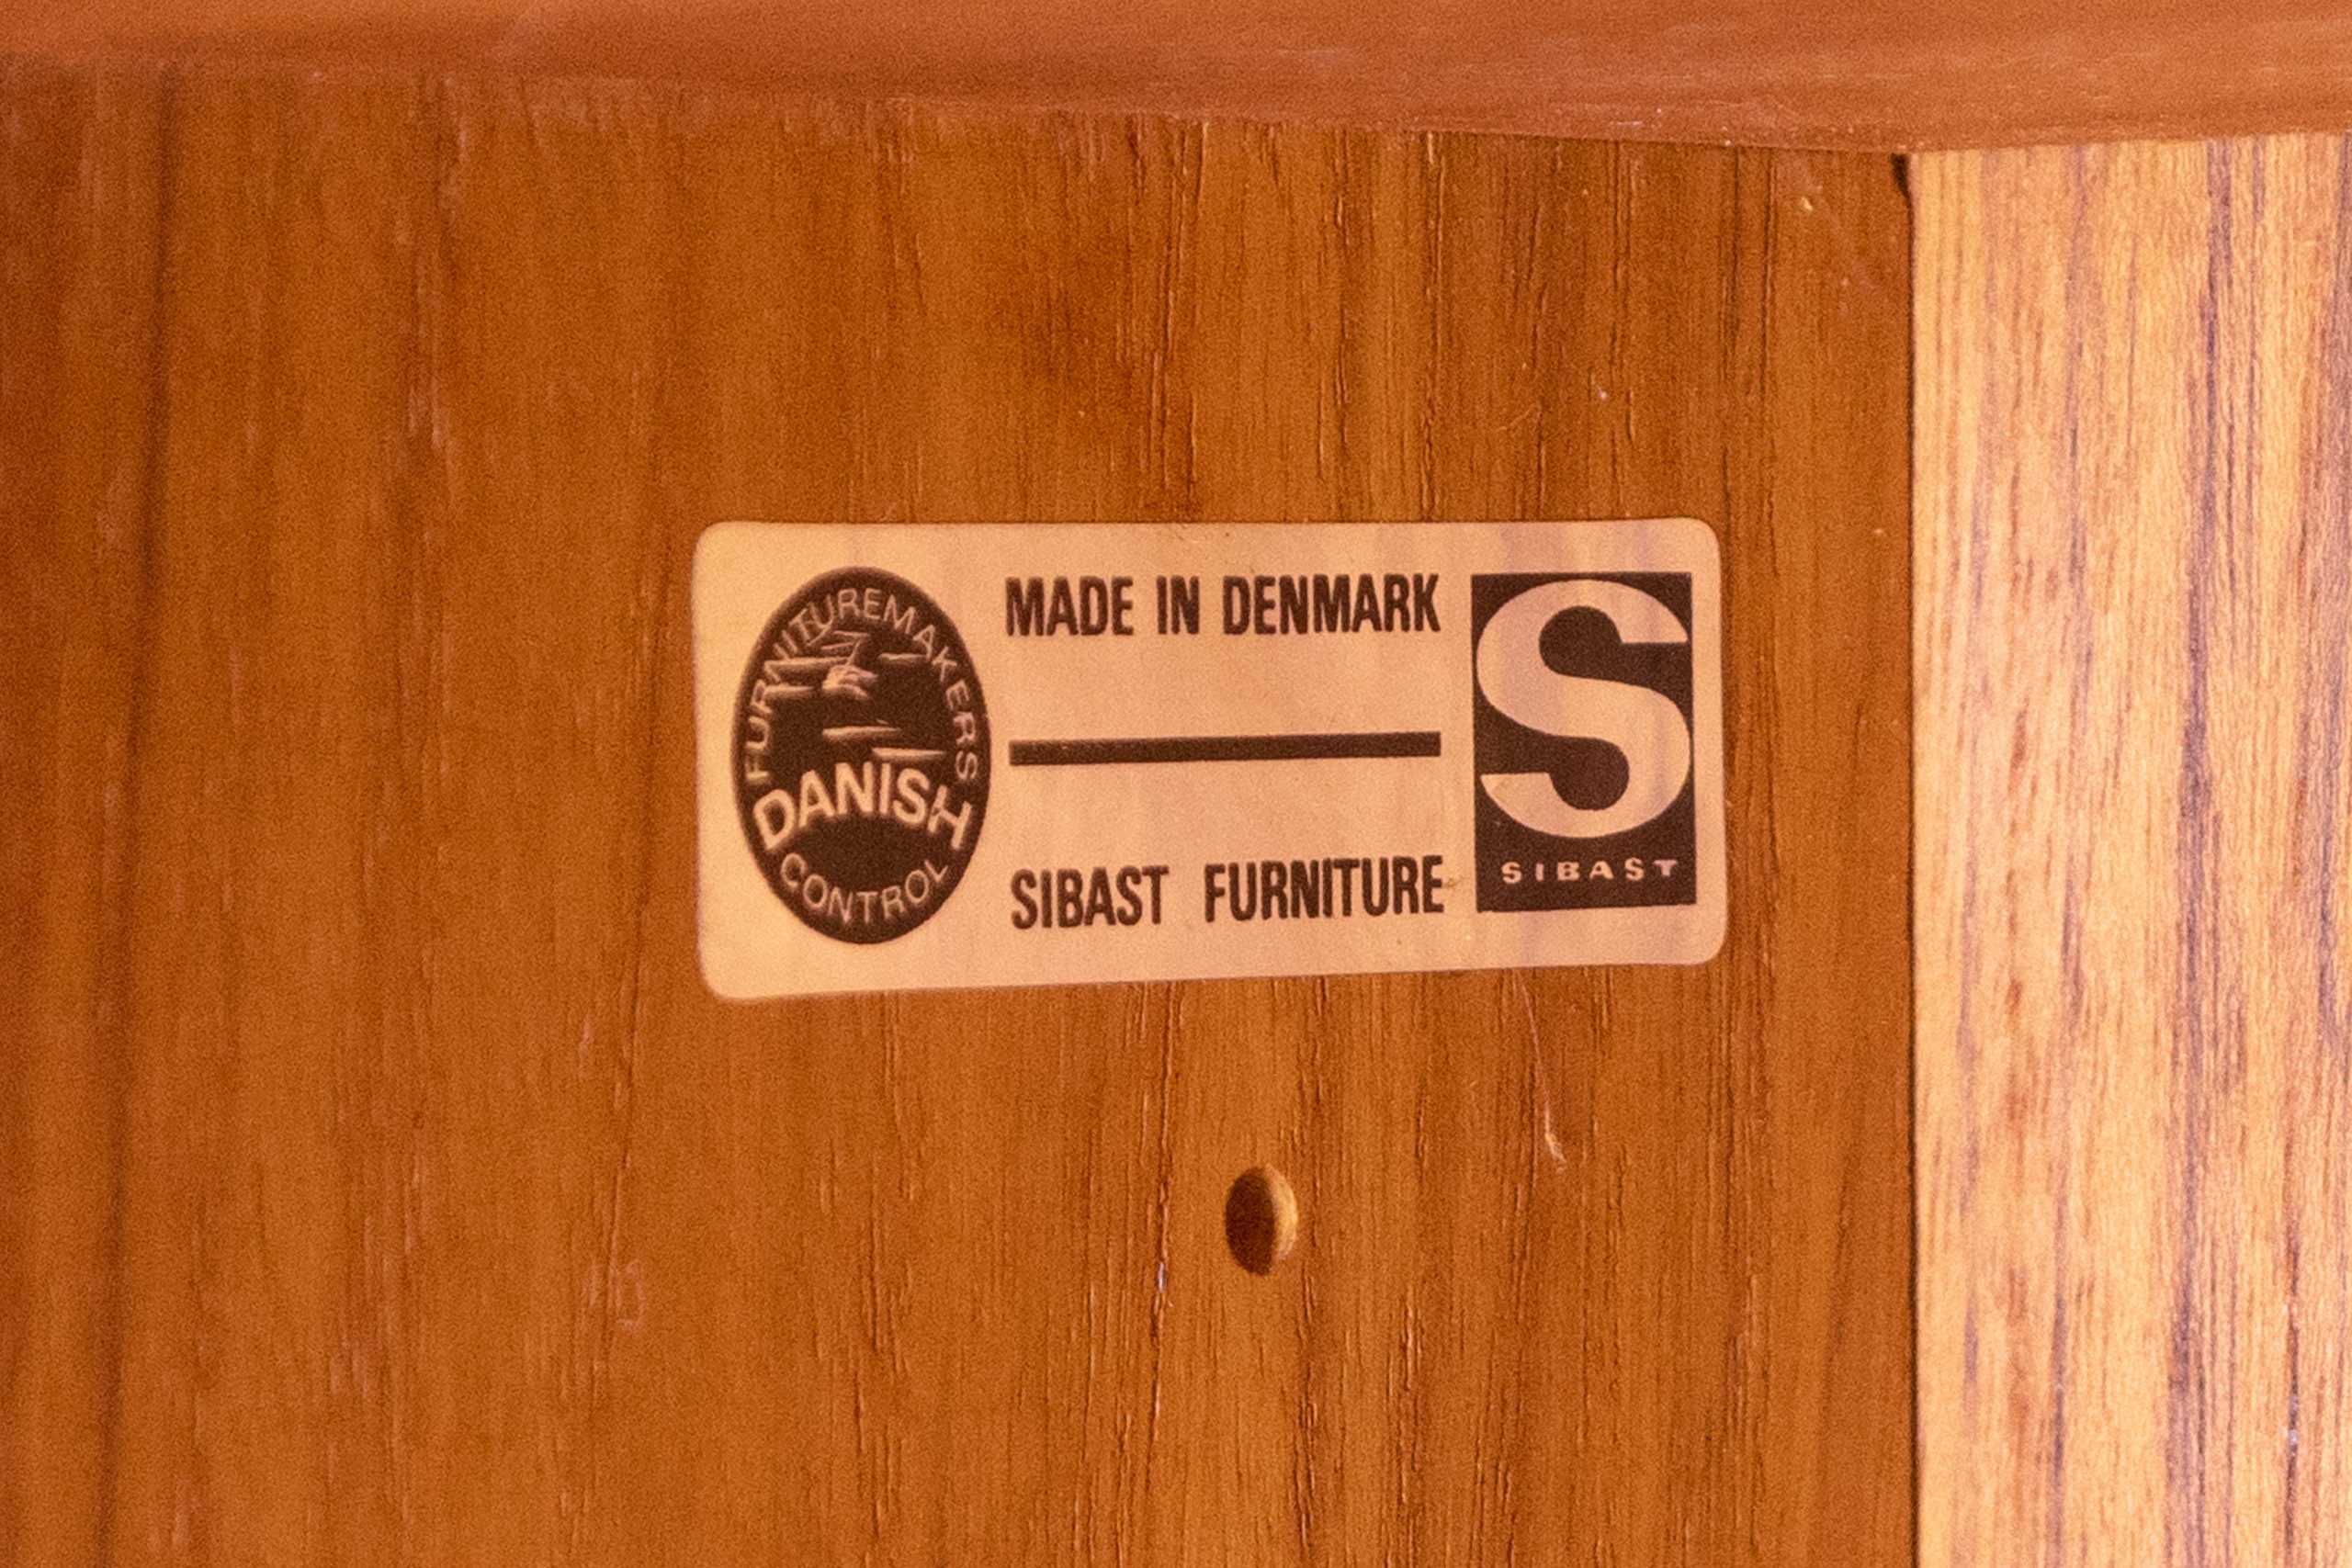 FURNITUREMAKERS
DANISH
CONTROL
MADE IN DENMARK
SIBAST FURNITURE
S
SIBAST